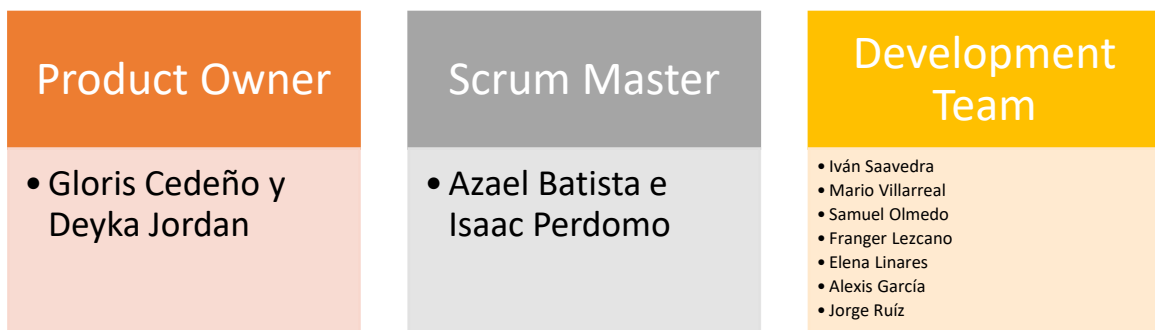 Product Owner
• Gloris Cedeño y
Deyka Jordan
Scrum Master
• Azael Batista e
Isaac Perdomo
Development
Team
• Iván Saavedra
• Mario Villarreal
• Samuel Olmedo
• Franger Lezcano
• Elena Linares
• Alexis García
• Jorge Ruíz